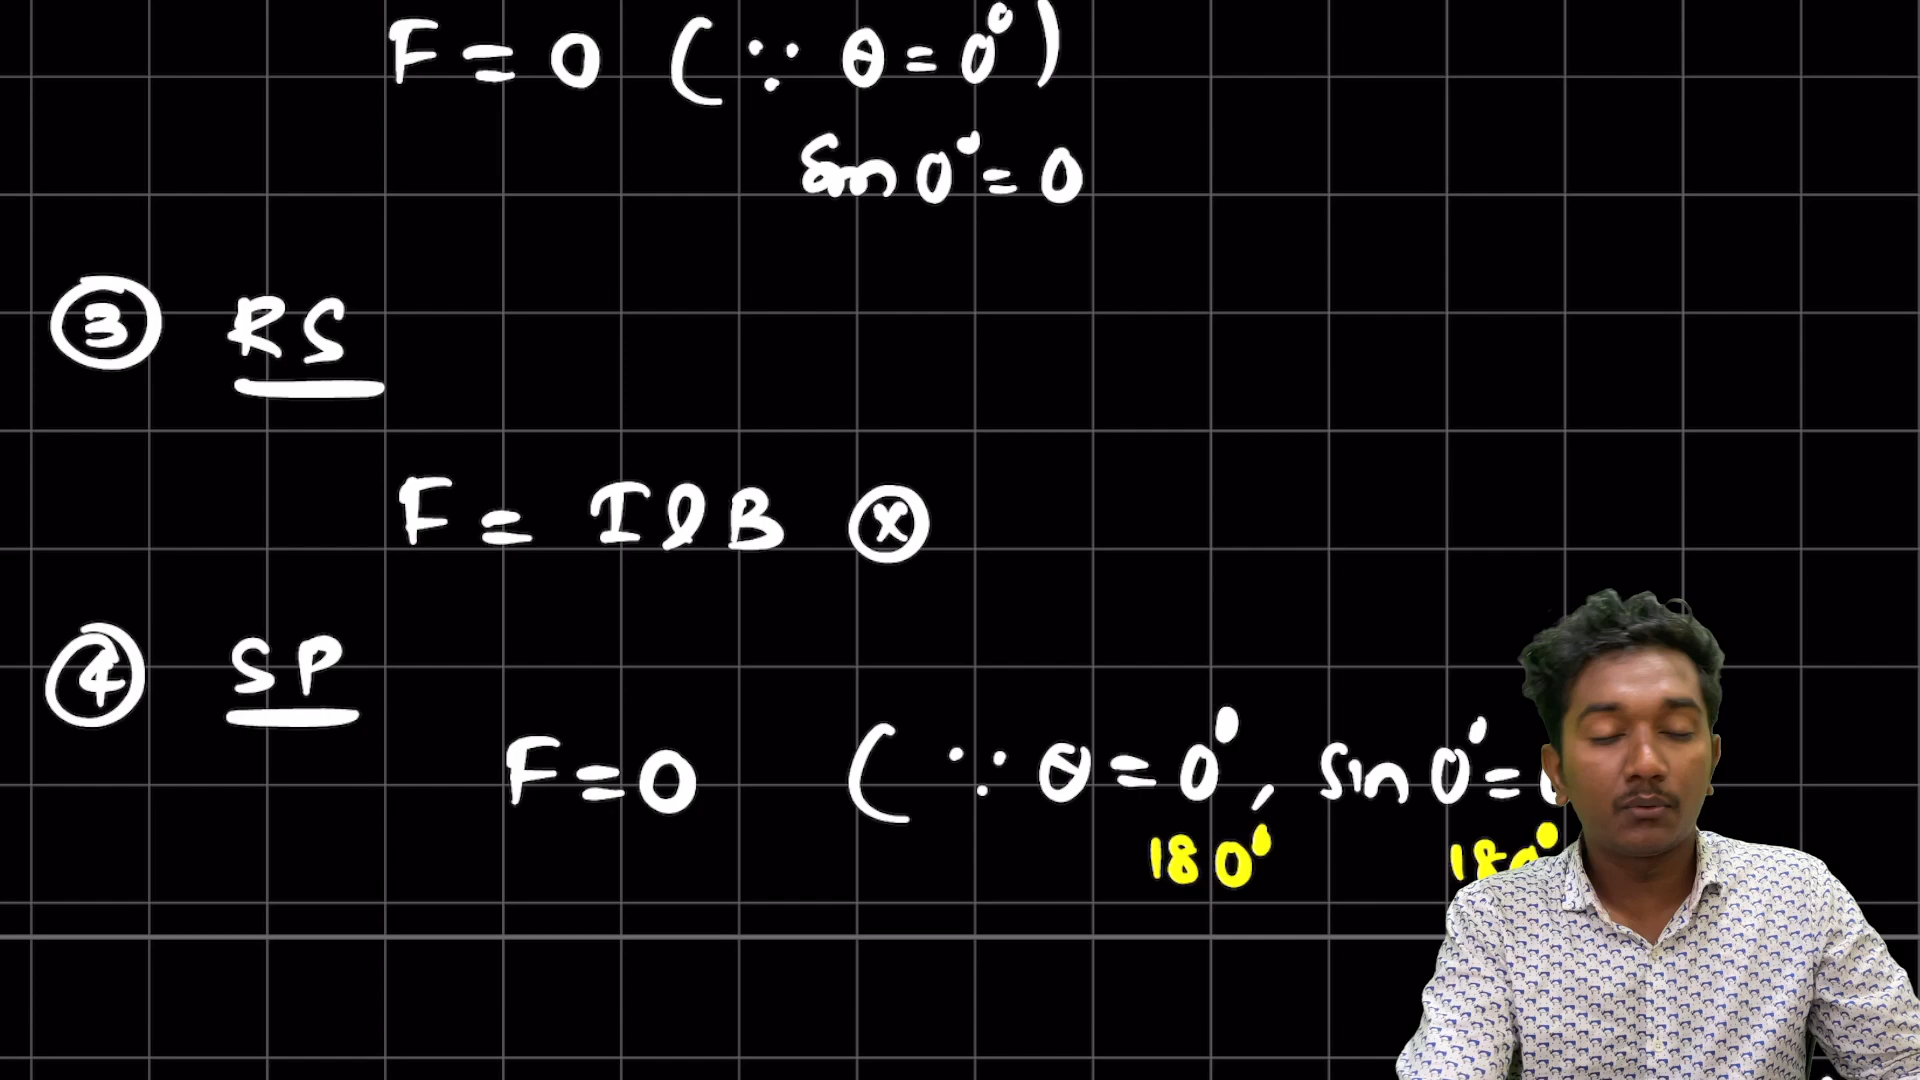 F = 0 (∵ θ = 0°)
Sin 0° = 0
③ RS
F = IlB ⓧ
④ SP
F = 0 (∵ θ = 0°, sin 0° =
180°